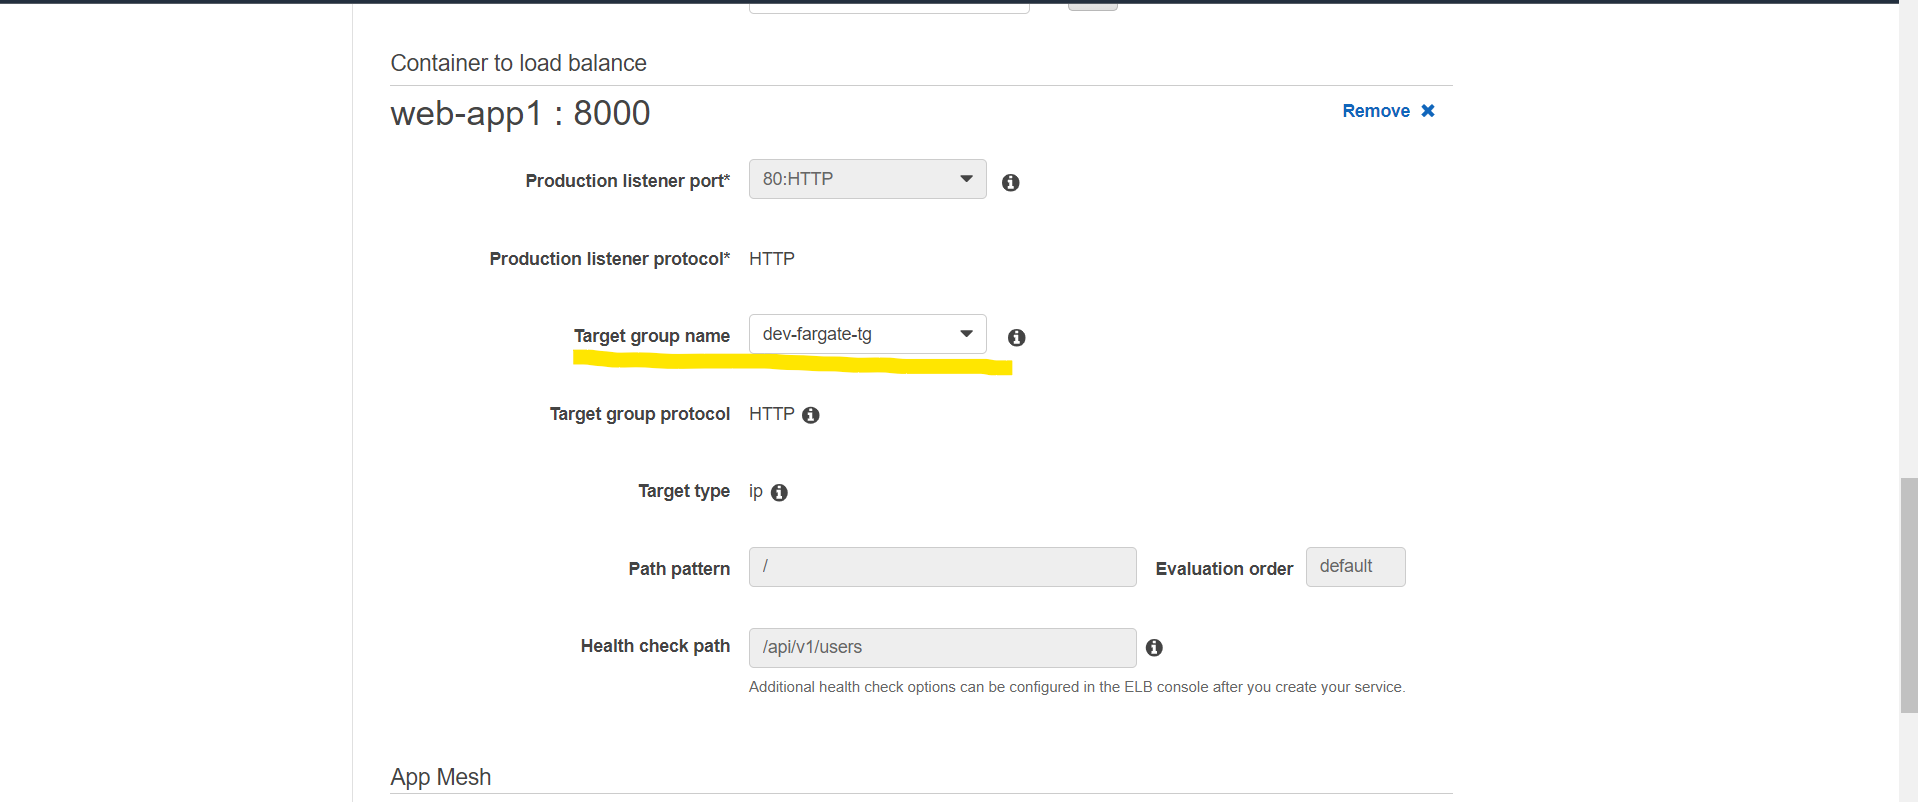 Container to load balance
web-app1 : 8000
Remove ✖
Production listener port* 80:HTTP
Production listener protocol* HTTP
Target group name dev-fargate-tg
Target group protocol HTTP
Target type ip
Path pattern / Evaluation order default
Health check path /api/v1/users
Additional health check options can be configured in the ELB console after you create your service.
App Mesh